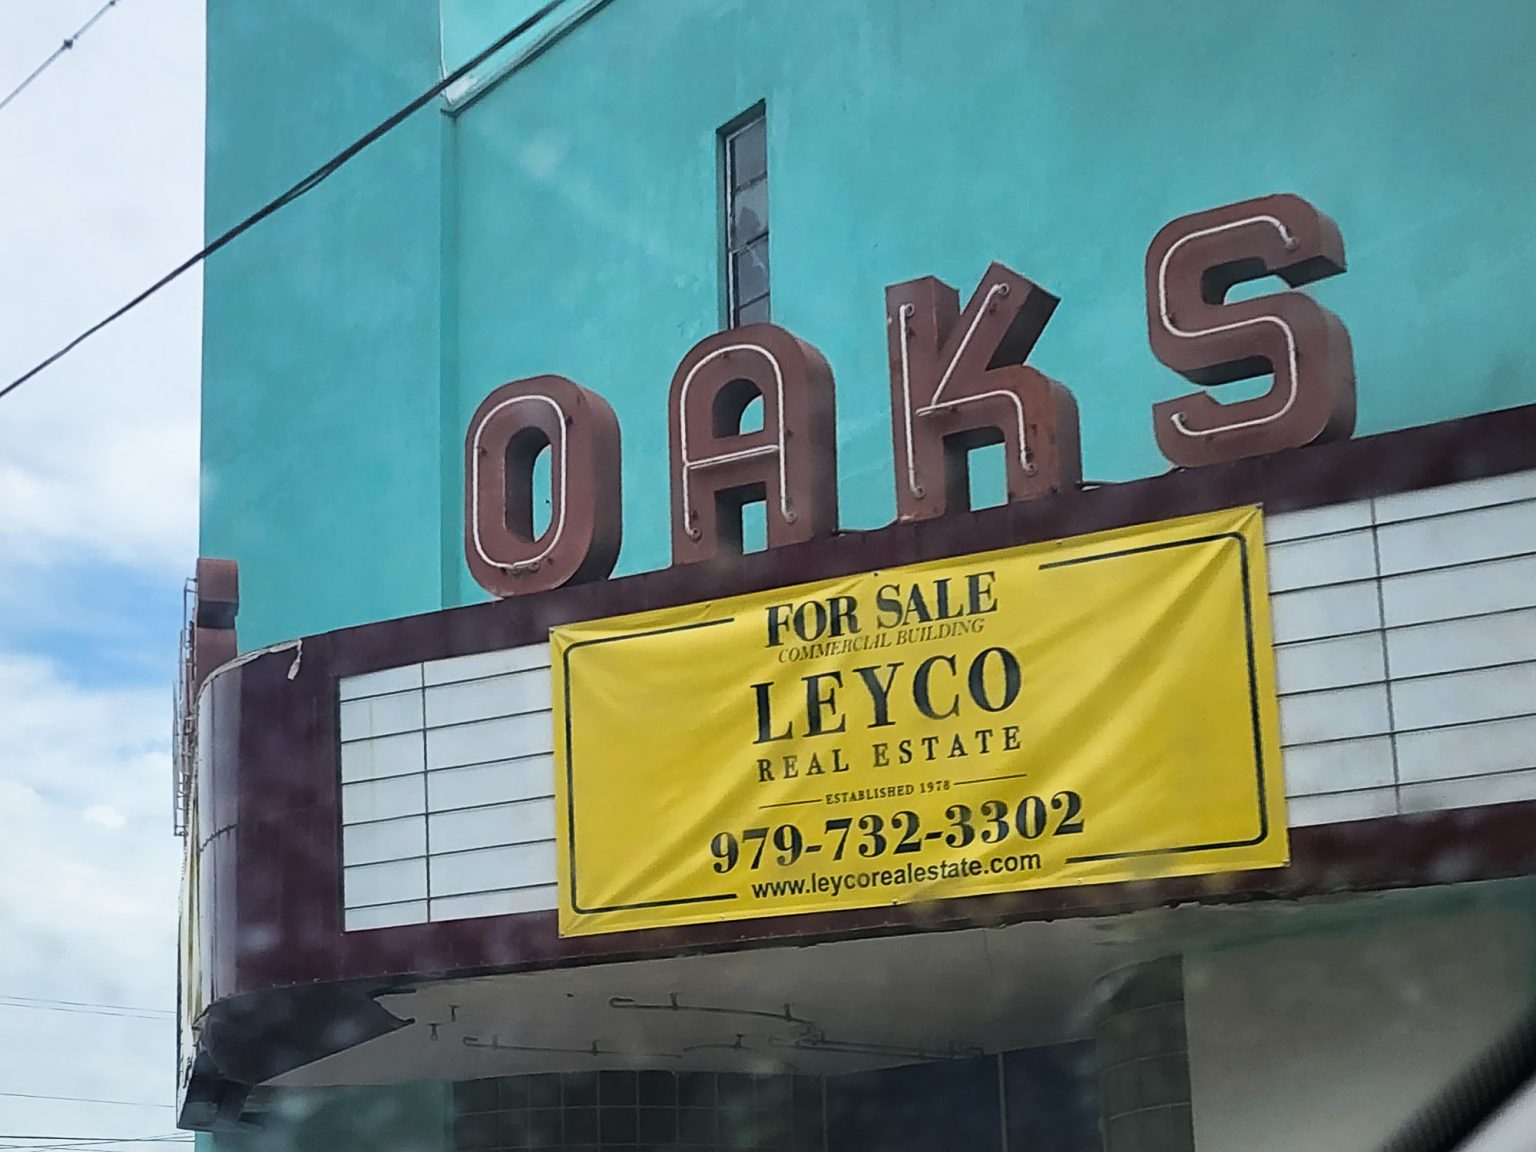 OAKS
FOR SALE
COMMERCIAL BUILDING
LEYCO
REAL ESTATE
ESTABLISHED 1978
979-732-3302
www.leycorealestate.com